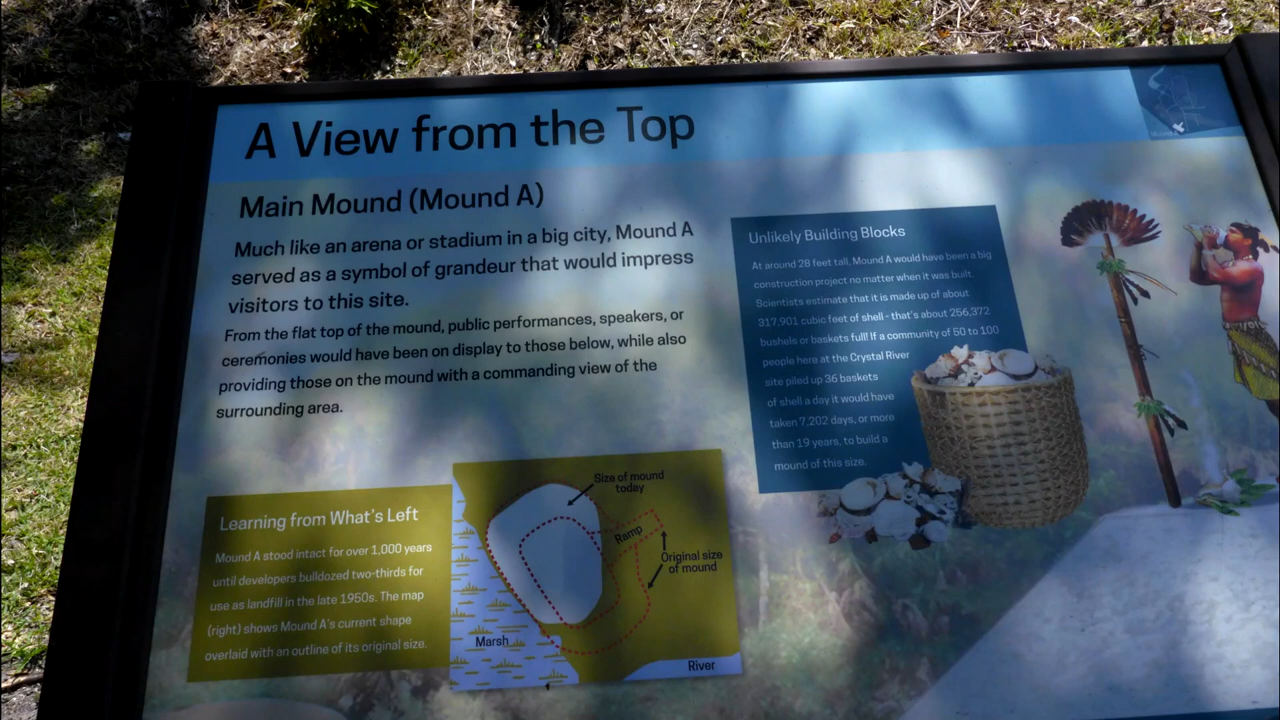 A View from the Top
Main Mound (Mound A)
Much like an arena or stadium in a big city, Mound A
served as a symbol of grandeur that would impress
visitors to this site.
From the flat top of the mound, public performances, speakers, or
ceremonies would have been on display to those below, while also
providing those on the mound with a commanding view of the
surrounding area.
Unlikely Building Blocks
At around 28 feet tall, Mound A would have been a big
construction project no matter when it was built.
Scientists estimate that it is made up of about
317,901 cubic feet of shell - that's about 256,372
bushels or baskets full! If a community of 50 to 100
people here at the Crystal River
site piled up 36 baskets
of shell a day it would have
taken 7,202 days, or more
than 19 years, to build a
mound of this size.
Learning from What's Left
Mound A stood intact for over 1,000 years
until developers bulldozed two-thirds for
use as landfill in the late 1950s. The map
(right) shows Mound A's current shape
overlaid with an outline of its original size.
Size of mound
today
Ramp
Original size
of mound
Marsh
River